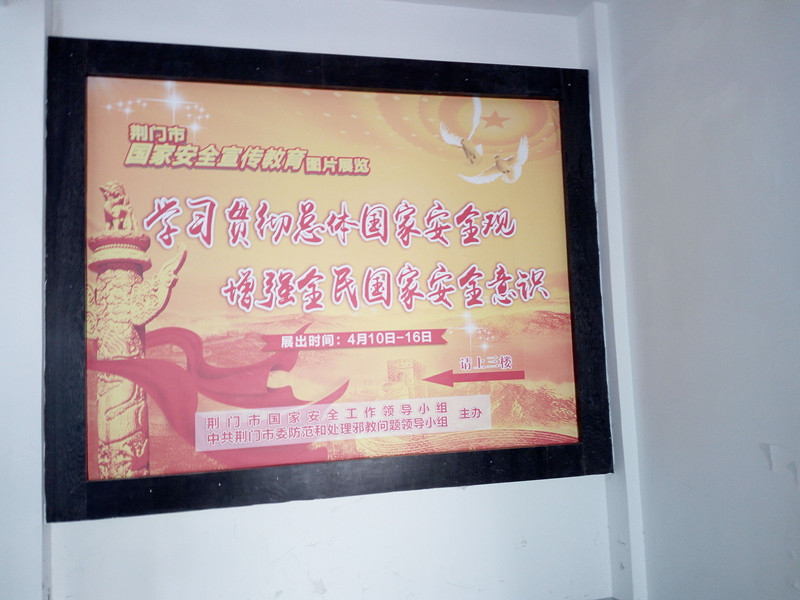 荆门市
国家安全宣传教育图片展览
学习贯彻总体国家安全观
增强全民国家安全意识
展出时间：4月10日-16日
请上三楼
荆门市国家安全工作领导小组
中共荆门市委防范和处理邪教问题领导小组
主办